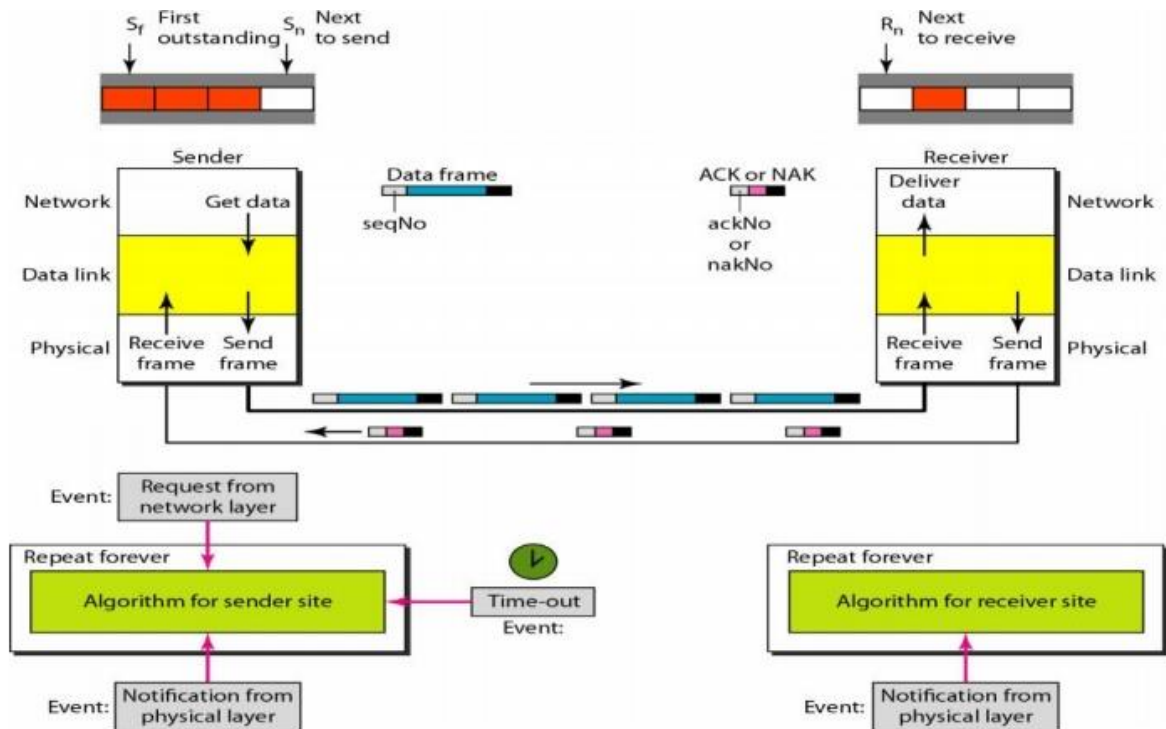 Sf First
outstanding
Sn Next
to send
Rn Next
to receive
Sender
Receiver
Data frame
seqNo
ACK or NAK
ackNo
or
nakNo
Network
Get data
Deliver
data
Network
Data link
Data link
Physical
Receive
frame
Send
frame
Receive
frame
Send
frame
Physical
Event:
Request from
network layer
Repeat forever
Algorithm for sender site
Time-out
Event:
Repeat forever
Algorithm for receiver site
Event:
Notification from
physical layer
Event:
Notification from
physical layer